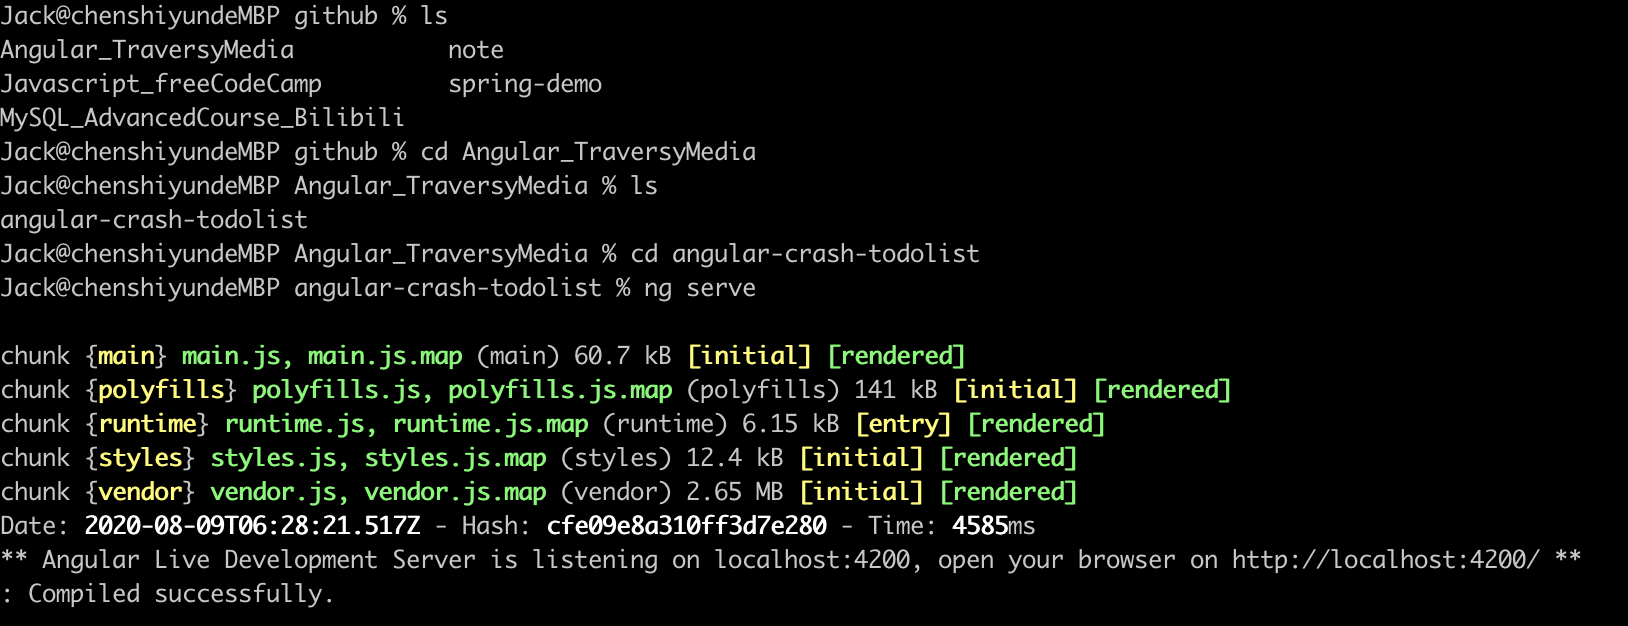 Jack@chenshiyundeMBP github % ls
Angular_TraversyMedia           note
Javascript_freeCodeCamp         spring-demo
MySQL_AdvancedCourse_Bilibili
Jack@chenshiyundeMBP github % cd Angular_TraversyMedia
Jack@chenshiyundeMBP Angular_TraversyMedia % ls
angular-crash-todolist
Jack@chenshiyundeMBP Angular_TraversyMedia % cd angular-crash-todolist
Jack@chenshiyundeMBP angular-crash-todolist % ng serve
chunk {main} main.js, main.js.map (main) 60.7 kB [initial] [rendered]
chunk {polyfills} polyfills.js, polyfills.js.map (polyfills) 141 kB [initial] [rendered]
chunk {runtime} runtime.js, runtime.js.map (runtime) 6.15 kB [entry] [rendered]
chunk {styles} styles.js, styles.js.map (styles) 12.4 kB [initial] [rendered]
chunk {vendor} vendor.js, vendor.js.map (vendor) 2.65 MB [initial] [rendered]
Date: 2020-08-09T06:28:21.517Z - Hash: cfe09e8a310ff3d7e280 - Time: 4585ms
** Angular Live Development Server is listening on localhost:4200, open your browser on http://localhost:4200/ **
: Compiled successfully.